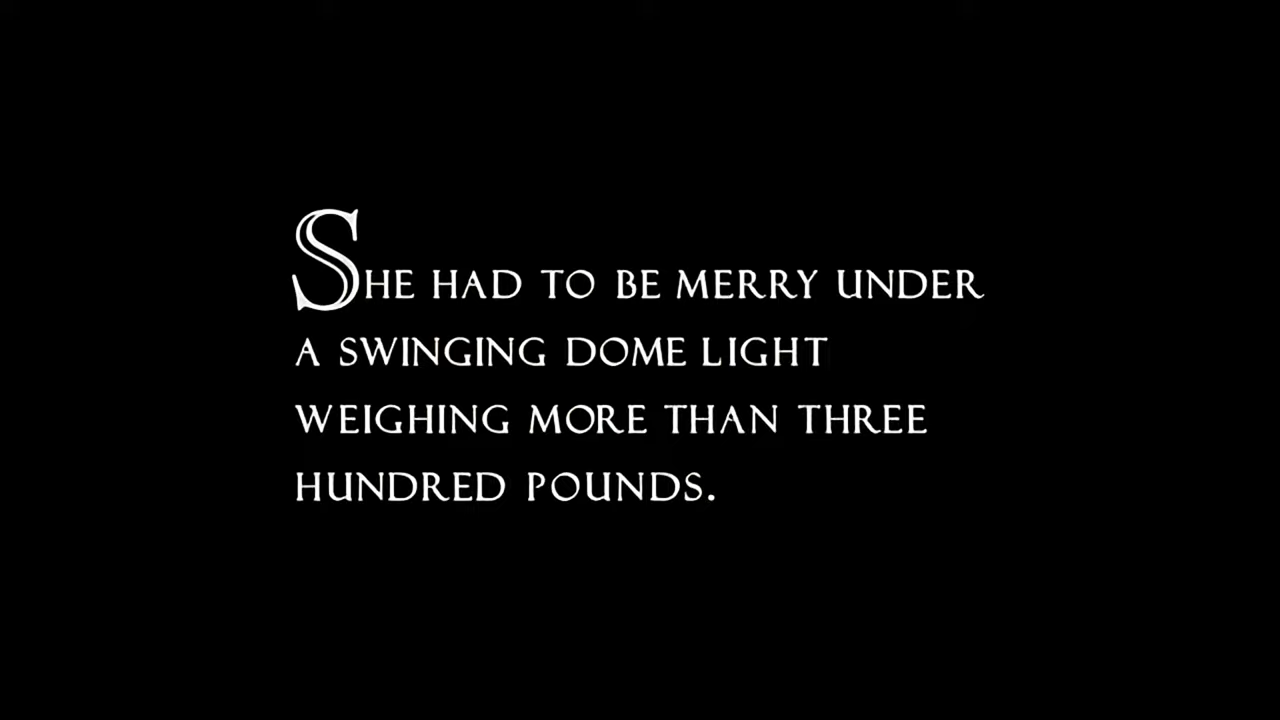 She had to be merry under
a swinging dome light
weighing more than three
hundred pounds.